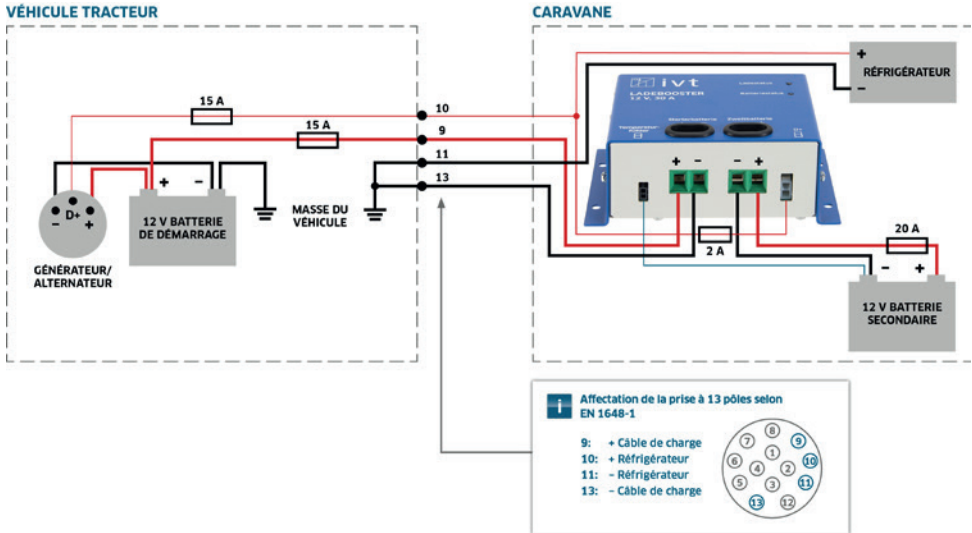 VÉHICULE TRACTEUR
15 A
15 A
10
9
11
13
D+
−
+
+
−
12 V BATTERIE
DE DÉMARRAGE
MASSE DU
VÉHICULE
GÉNÉRATEUR/
ALTERNATEUR
CARAVANE
+
−
RÉFRIGÉRATEUR
ivt
LADEBOOSTER
12 V, 30 A
Starterbatterie
D+
+
−
−
+
2 A
20 A
−
+
12 V BATTERIE
SECONDAIRE
i
Affectation de la prise à 13 pôles selon
EN 1648-1
9: + Câble de charge
10: + Réfrigérateur
11: − Réfrigérateur
13: − Câble de charge
8
7
9
1
6
10
4
2
5
3
11
13
12